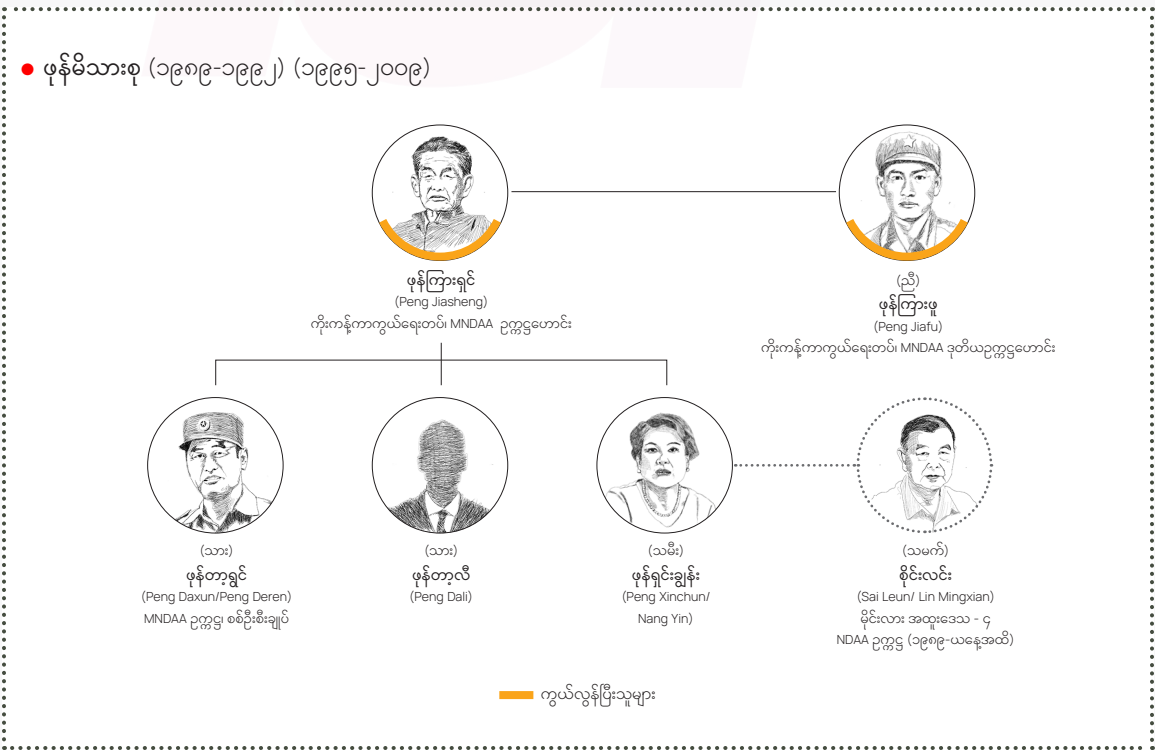 ဖုန်မိသားစု (၁၉၈၉-၁၉၉၂) (၁၉၉၅-၂၀၀၉)
ဖုန်ကြားရှင်
(Peng Jiasheng)
ကိုးကန့်ကာကွယ်ရေးတပ်၊ MNDAA ဥက္ကဋ္ဌဟောင်း
(ညီ)
ဖုန်ကြားဖူ
(Peng Jiafu)
ကိုးကန့်ကာကွယ်ရေးတပ်၊ MNDAA ဒုတိယဥက္ကဋ္ဌဟောင်း
(သား)
ဖုန်တာ့ရွှင်
(Peng Daxun/Peng Deren)
MNDAA ဥက္ကဋ္ဌ၊ စစ်ဦးစီးချုပ်
(သား)
ဖုန်တာ့လီ
(Peng Dali)
(သမီး)
ဖုန်ရှင်းချွန်း
(Peng Xinchun/
Nang Yin)
(သမက်)
စိုင်းလင်း
(Sai Leun/ Lin Mingxian)
မိုင်းလား အထူးဒေသ - ၄
NDAA ဥက္ကဋ္ဌ (၁၉၈၉-ယနေ့အထိ)
ကွယ်လွန်ပြီးသူများ